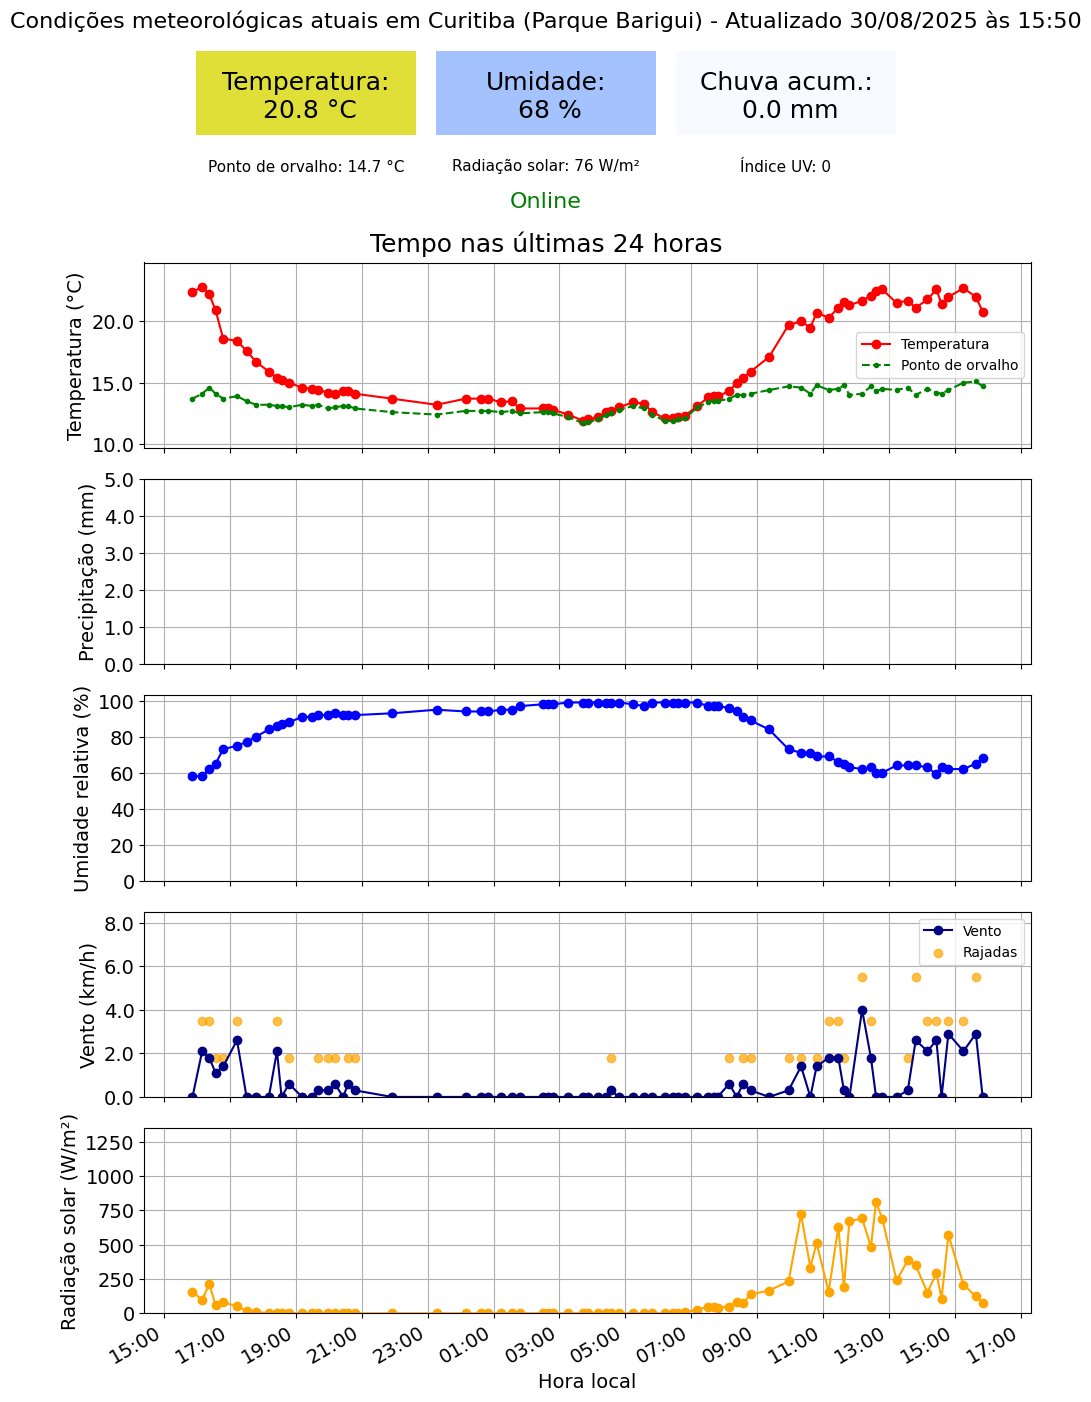 Condições meteorológicas atuais em Curitiba (Parque Barigui) - Atualizado 30/08/2025 às 15:50
Temperatura:
20.8 °C
Umidade:
68 %
Chuva acum.:
0.0 mm
Ponto de orvalho: 14.7 °C
Radiação solar: 76 W/m²
Índice UV: 0
Online
Tempo nas últimas 24 horas
Temperatura (°C)
20.0
15.0
10.0
Temperatura
Ponto de orvalho
Precipitação (mm)
5.0
4.0
3.0
2.0
1.0
0.0
Umidade relativa (%)
100
80
60
40
20
0
Vento (km/h)
8.0
6.0
4.0
2.0
0.0
Vento
Rajadas
Radiação solar (W/m²)
1250
1000
750
500
250
0
15:00
17:00
19:00
21:00
23:00
01:00
03:00
05:00
07:00
09:00
11:00
13:00
15:00
17:00
Hora local